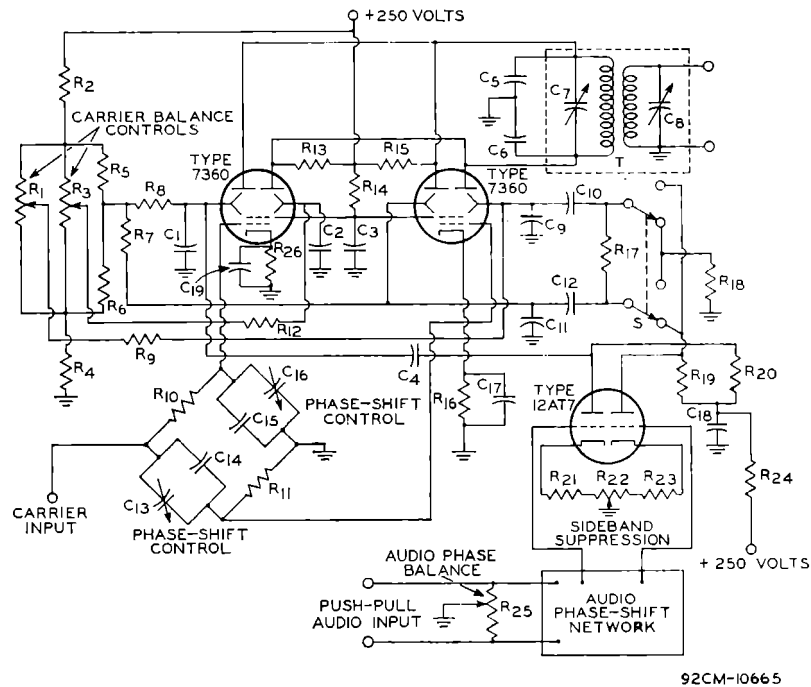 +250 VOLTS
R2
CARRIER BALANCE
CONTROLS
R5
R1
R3
R8
R7
C1
R6
R4
R9
R12
TYPE
7360
R13
R15
R14
TYPE
7360
C5
C6
C7
T
C8
C2
C3
R26
C19
C9
C10
R17
C12
C11
S
R18
C4
R10
C16
PHASE-SHIFT
CONTROL
C15
C14
R11
C13
PHASE-SHIFT
CONTROL
CARRIER
INPUT
R16
C17
TYPE
12AT7
R19
R20
C18
R24
+ 250 VOLTS
R21
R22
R23
SIDEBAND
SUPPRESSION
AUDIO PHASE
BALANCE
PUSH-PULL
AUDIO INPUT
R25
AUDIO
PHASE-SHIFT
NETWORK
92CM-10665